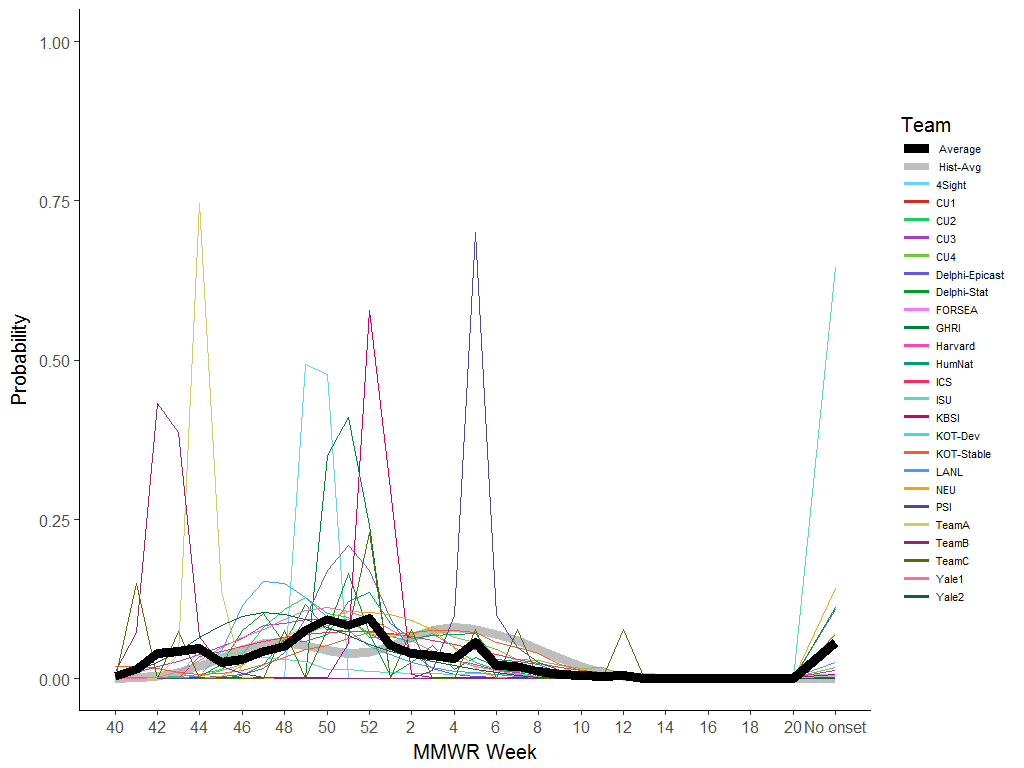 1.00
0.75
0.50
0.25
0.00
Probability
40 42 44 46 48 50 52 2 4 6 8 10 12 14 16 18 20 No onset
MMWR Week
Team
Average
Hist-Avg
4Sight
CU1
CU2
CU3
CU4
Delphi-Epicast
Delphi-Stat
FORSEA
GHRI
Harvard
HumNat
ICS
ISU
KBSI
KOT-Dev
KOT-Stable
LANL
NEU
PSI
TeamA
TeamB
TeamC
Yale1
Yale2